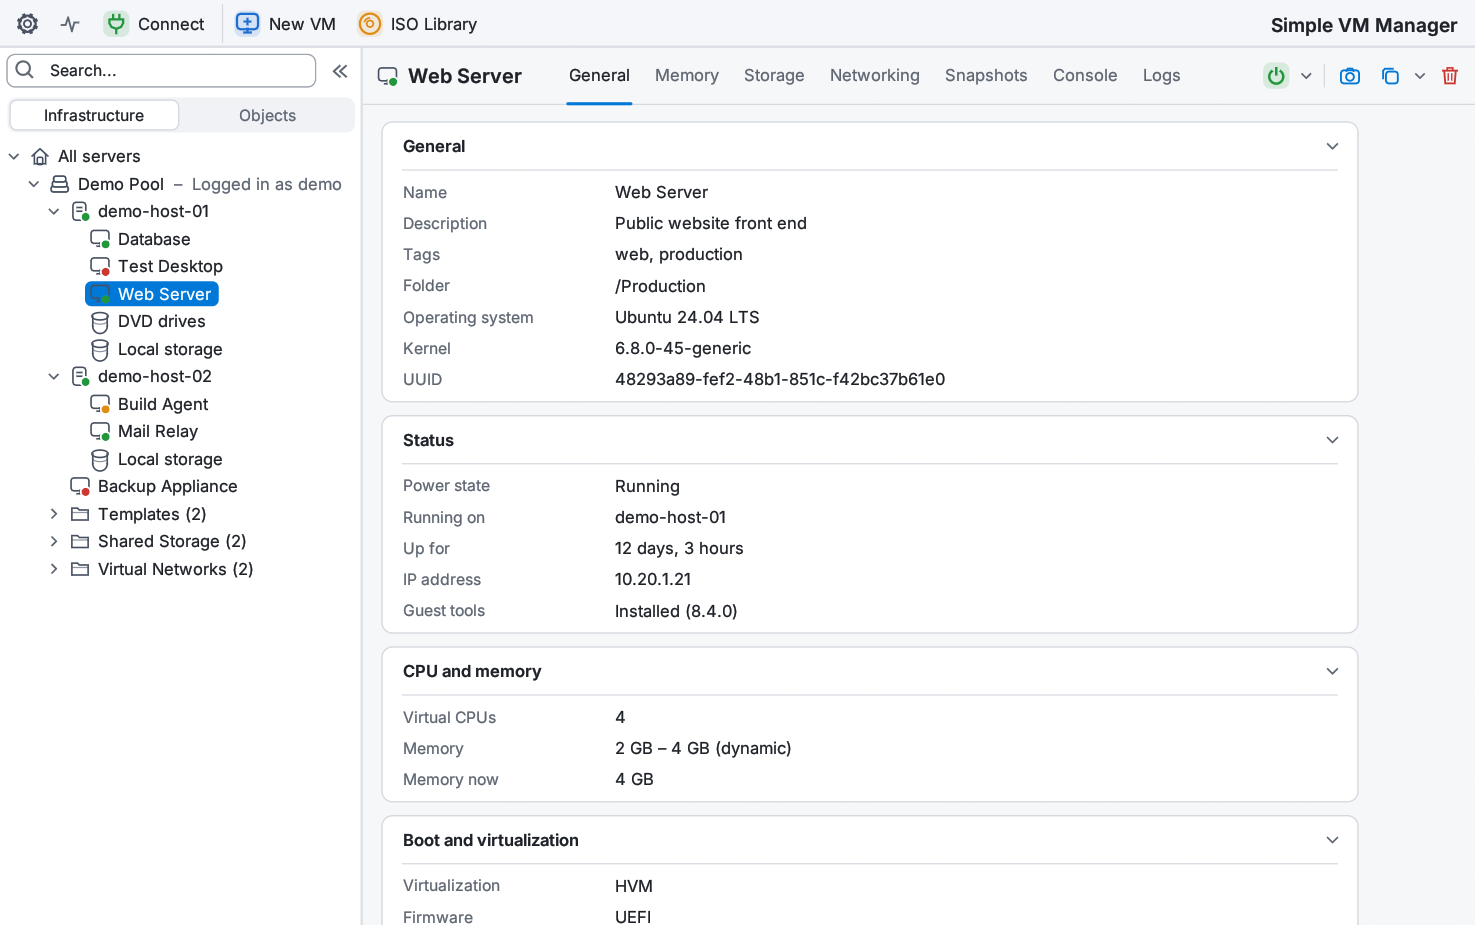 Connect New VM ISO Library Simple VM Manager
Search...
Infrastructure Objects
All servers
Demo Pool – Logged in as demo
demo-host-01
Database
Test Desktop
Web Server
DVD drives
Local storage
demo-host-02
Build Agent
Mail Relay
Local storage
Backup Appliance
Templates (2)
Shared Storage (2)
Virtual Networks (2)
Web Server General Memory Storage Networking Snapshots Console Logs
General
Name Web Server
Description Public website front end
Tags web, production
Folder /Production
Operating system Ubuntu 24.04 LTS
Kernel 6.8.0-45-generic
UUID 48293a89-fef2-48b1-851c-f42bc37b61e0
Status
Power state Running
Running on demo-host-01
Up for 12 days, 3 hours
IP address 10.20.1.21
Guest tools Installed (8.4.0)
CPU and memory
Virtual CPUs 4
Memory 2 GB – 4 GB (dynamic)
Memory now 4 GB
Boot and virtualization
Virtualization HVM
Firmware UEFI